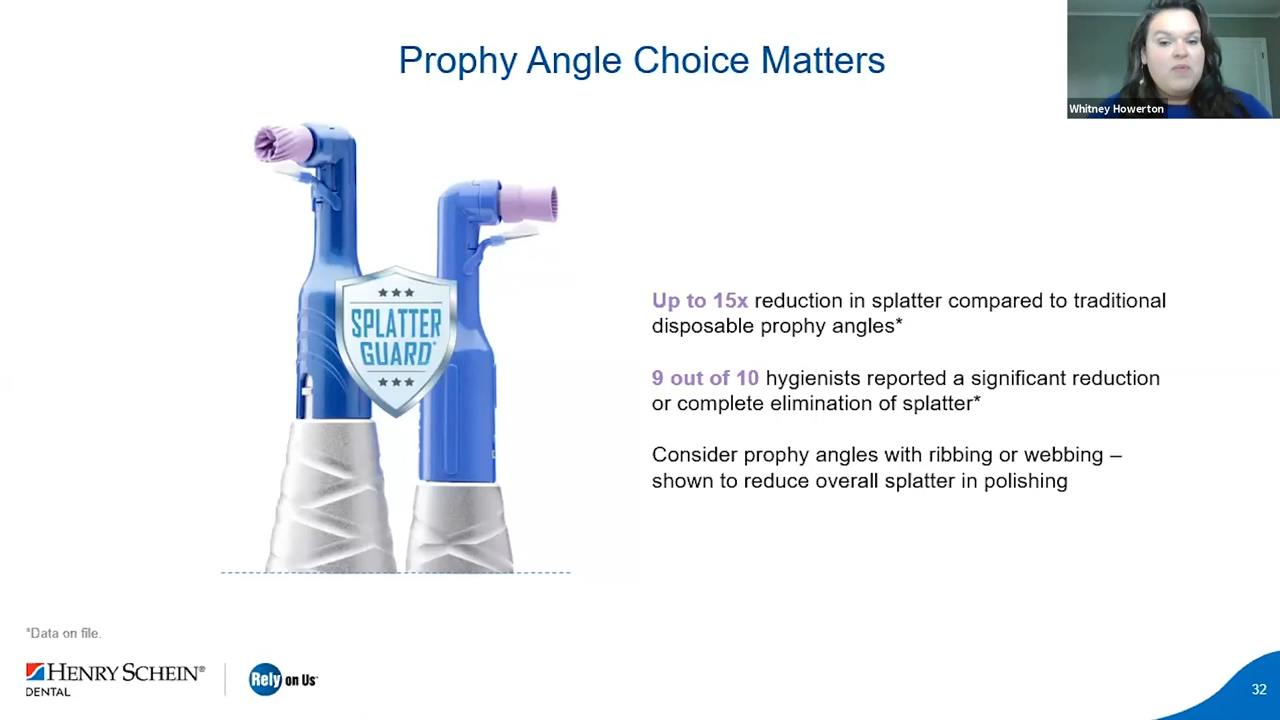 Prophy Angle Choice Matters
Whitney Howerton
SPLATTER
GUARD®
Up to 15x reduction in splatter compared to traditional
disposable prophy angles*
9 out of 10 hygienists reported a significant reduction
or complete elimination of splatter*
Consider prophy angles with ribbing or webbing –
shown to reduce overall splatter in polishing
*Data on file.
HENRY SCHEIN®
DENTAL
Rely on Us
32